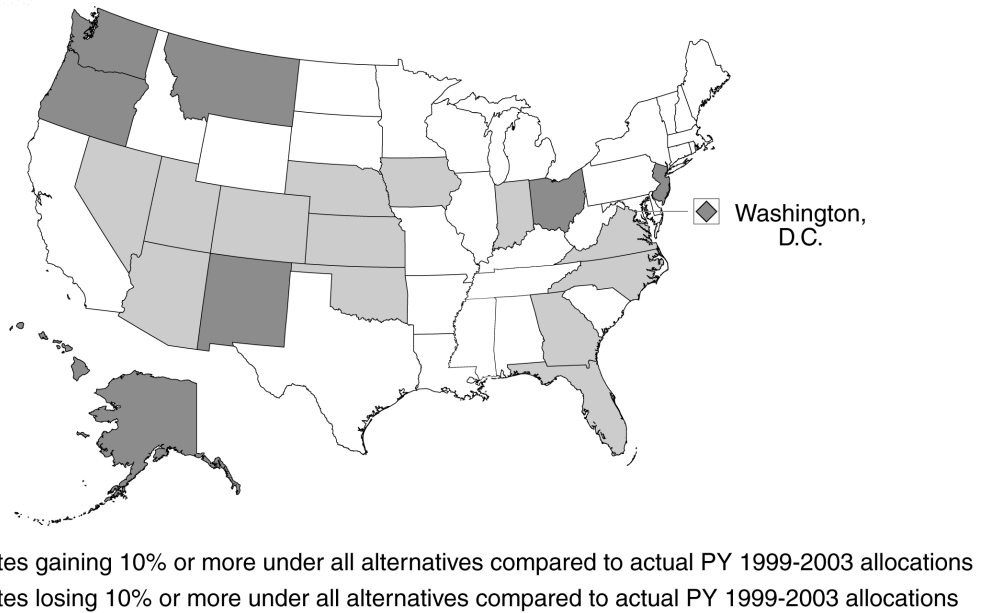 Washington,
D.C.
tes gaining 10% or more under all alternatives compared to actual PY 1999-2003 allocations
tes losing 10% or more under all alternatives compared to actual PY 1999-2003 allocations